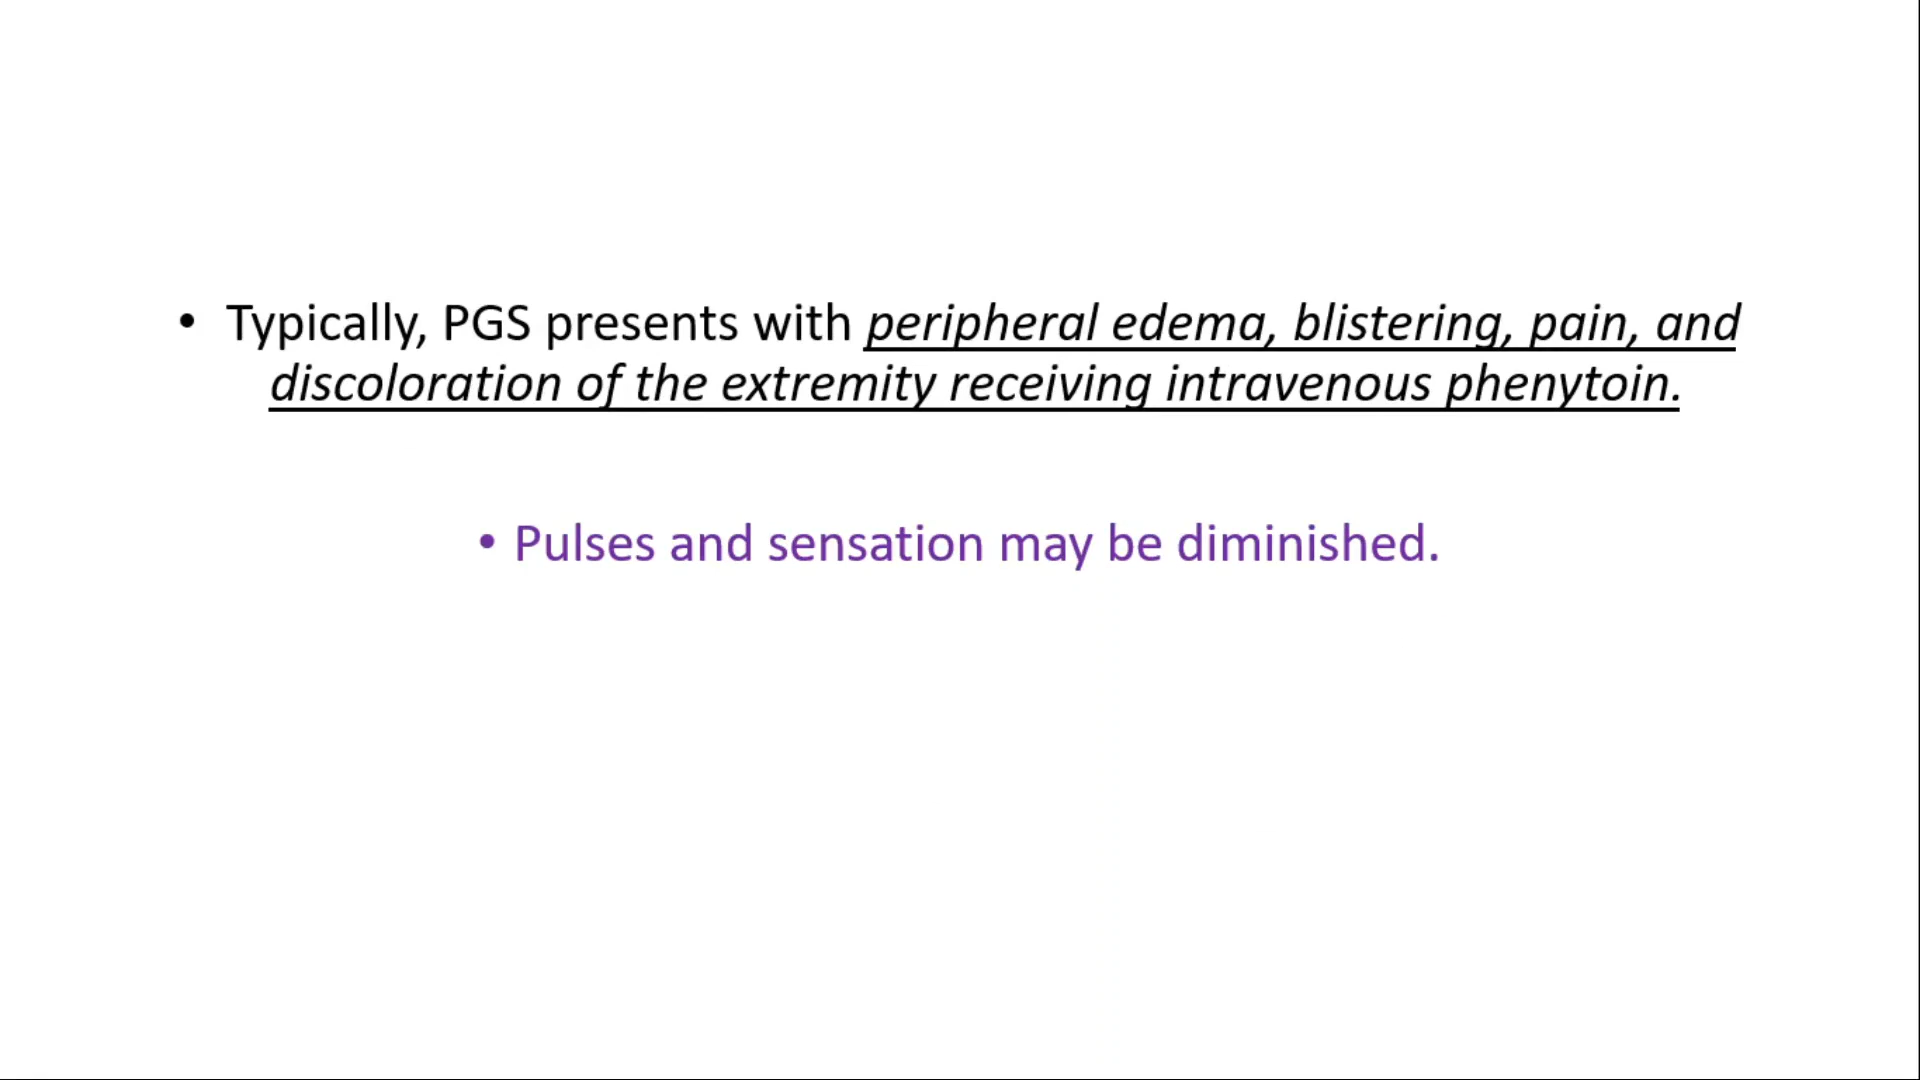 • Typically, PGS presents with peripheral edema, blistering, pain, and
discoloration of the extremity receiving intravenous phenytoin.
• Pulses and sensation may be diminished.